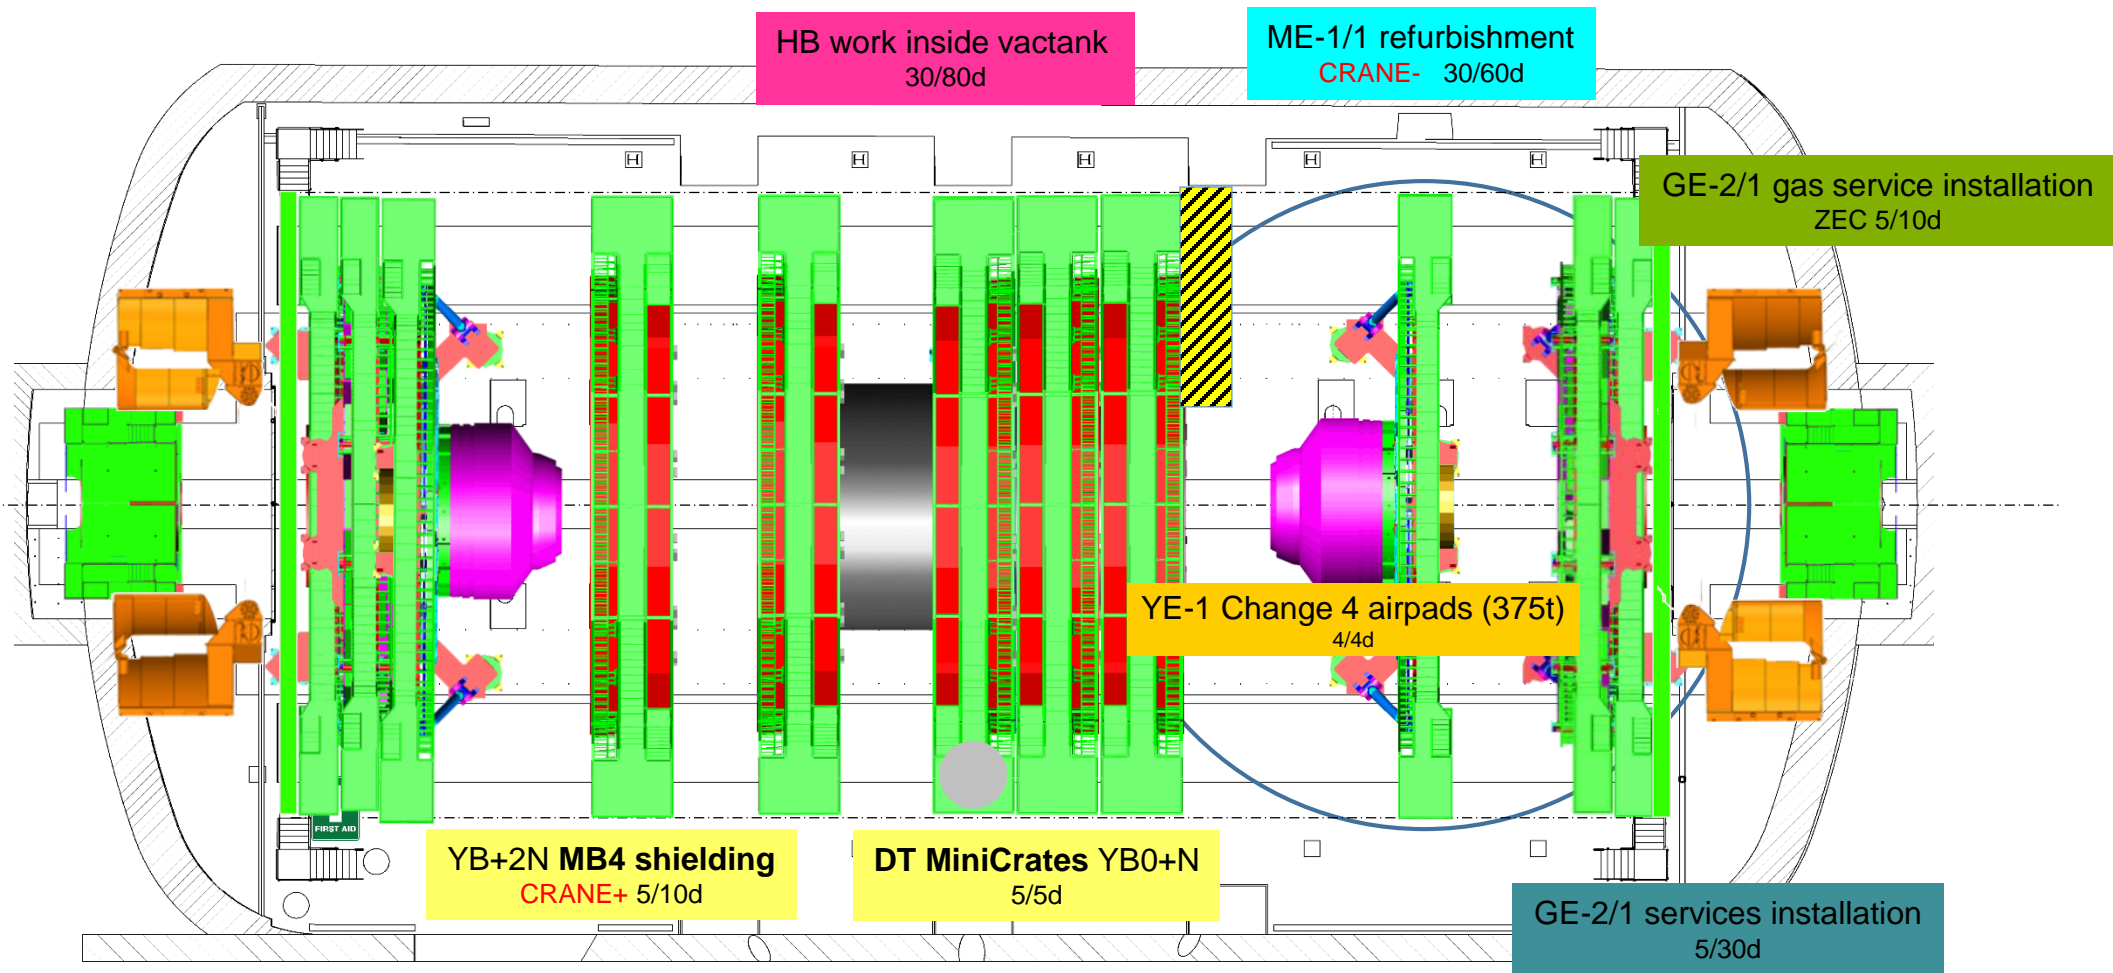 HB work inside vactank
30/80d
ME-1/1 refurbishment
CRANE- 30/60d
H
H
H
H
H
GE-2/1 gas service installation
ZEC 5/10d
YE-1 Change 4 airpads (375t)
4/4d
FIRST AID
YB+2N MB4 shielding
CRANE+ 5/10d
DT MiniCrates YB0+N
5/5d
GE-2/1 services installation
5/30d